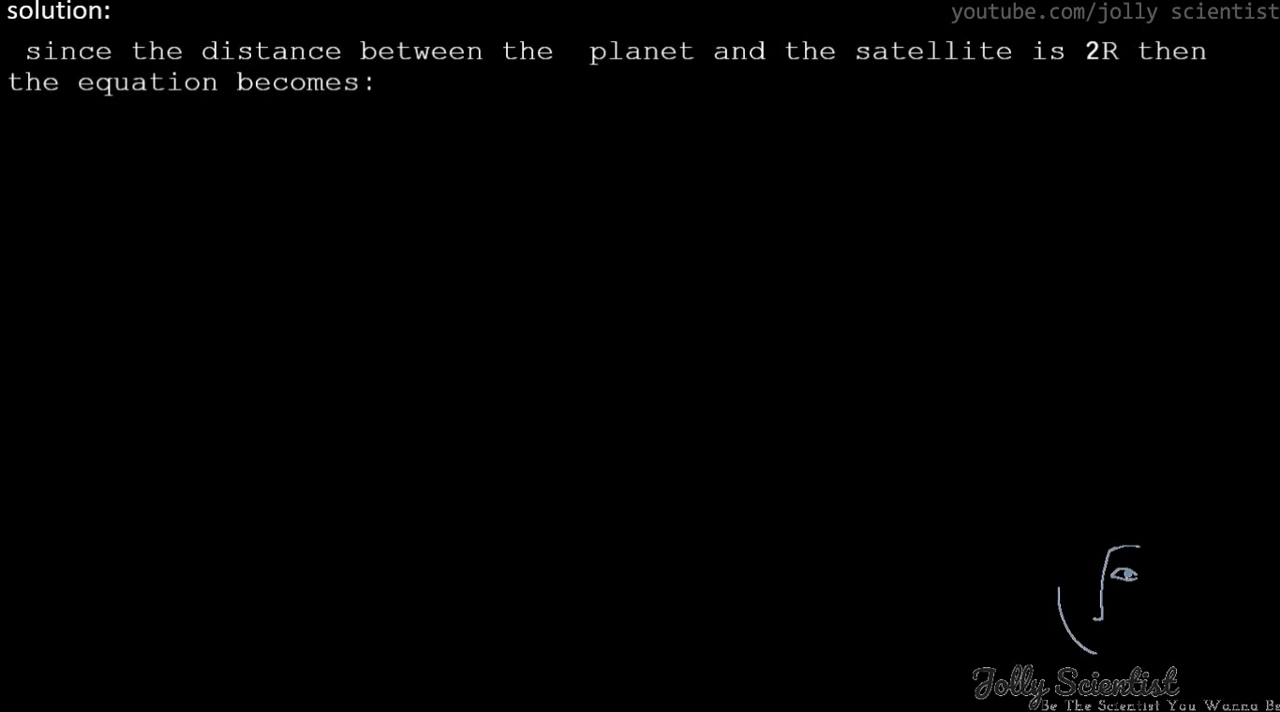 solution:
youtube.com/jolly scientist
since the distance between the planet and the satellite is 2R then
the equation becomes:
Jolly Scientist
@Be The Scientist You Wanna Be